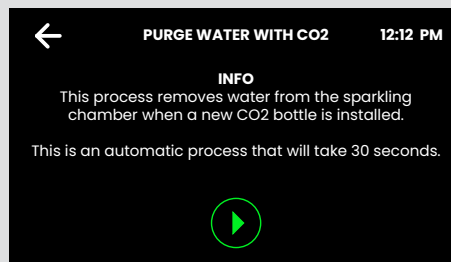 PURGE WATER WITH CO2 12:12 PM
INFO
This process removes water from the sparkling
chamber when a new CO2 bottle is installed.
This is an automatic process that will take 30 seconds.